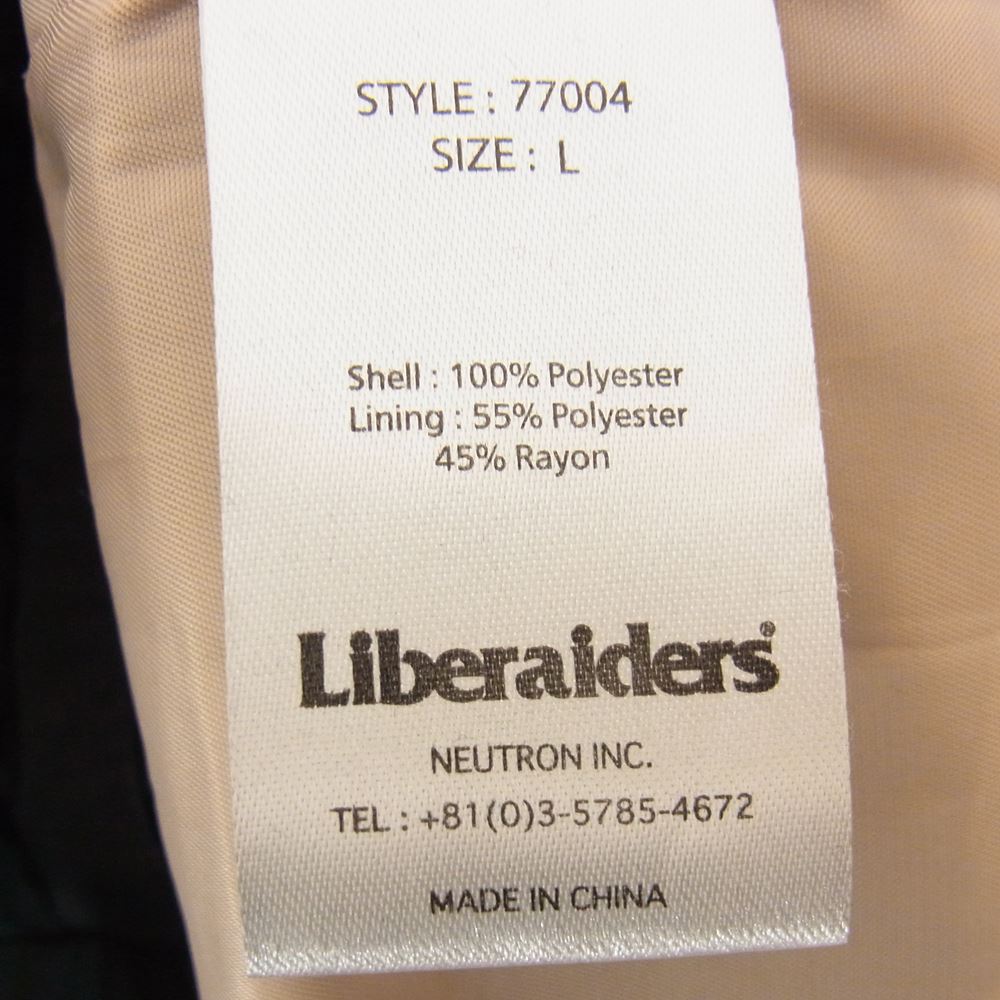 STYLE : 77004
SIZE : L
Shell : 100% Polyester
Lining : 55% Polyester
45% Rayon
Liberaiders®
NEUTRON INC.
TEL : +81(0)3-5785-4672
MADE IN CHINA